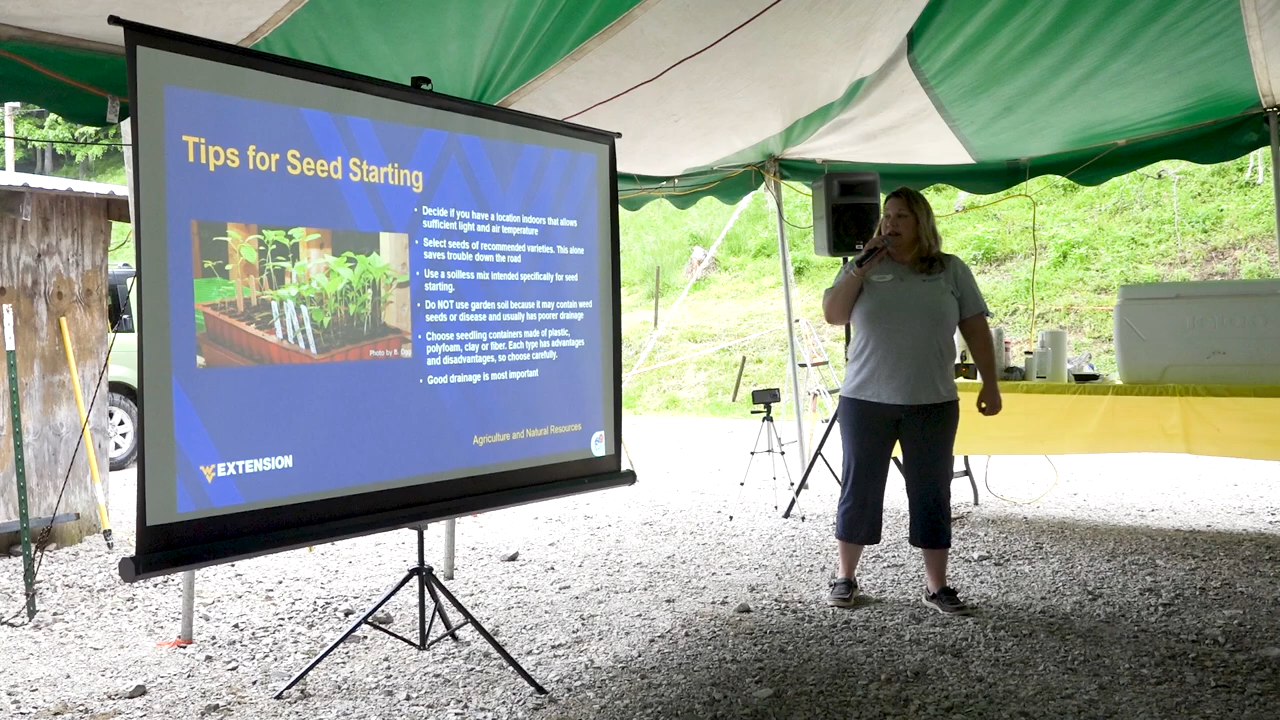 Tips for Seed Starting
• Decide if you have a location indoors that allows
sufficient light and air temperature
• Select seeds of recommended varieties. This alone
saves trouble down the road
• Use a soilless mix intended specifically for seed
starting.
• Do NOT use garden soil because it may contain weed
seeds or disease and usually has poorer drainage
• Choose seedling containers made of plastic,
polyfoam, clay or fiber. Each type has advantages
and disadvantages, so choose carefully.
• Good drainage is most important
Photo by B. Ogg
Agriculture and Natural Resources
EXTENSION